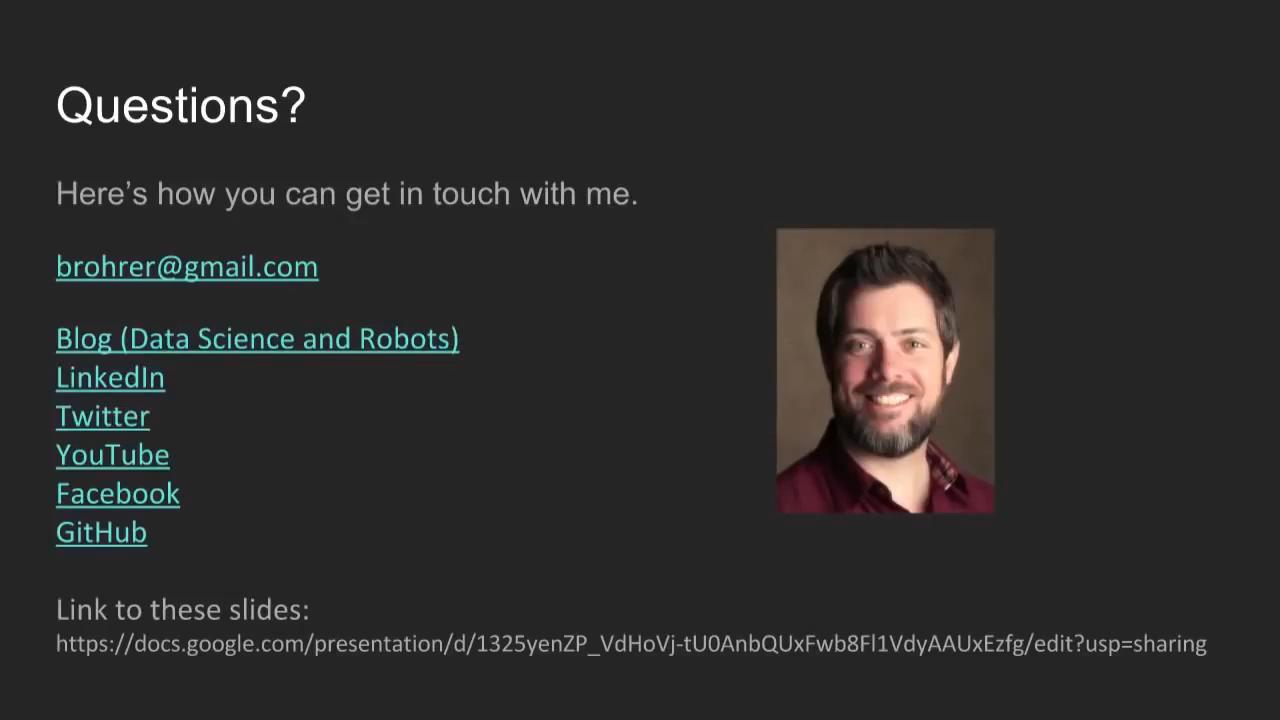 Questions?
Here’s how you can get in touch with me.
brohrer@gmail.com
Blog (Data Science and Robots)
LinkedIn
Twitter
YouTube
Facebook
GitHub
Link to these slides:
https://docs.google.com/presentation/d/1325yenZP_VdHoVj-tU0AnbQUxFwb8Fl1VdyAAUxEzfg/edit?usp=sharing